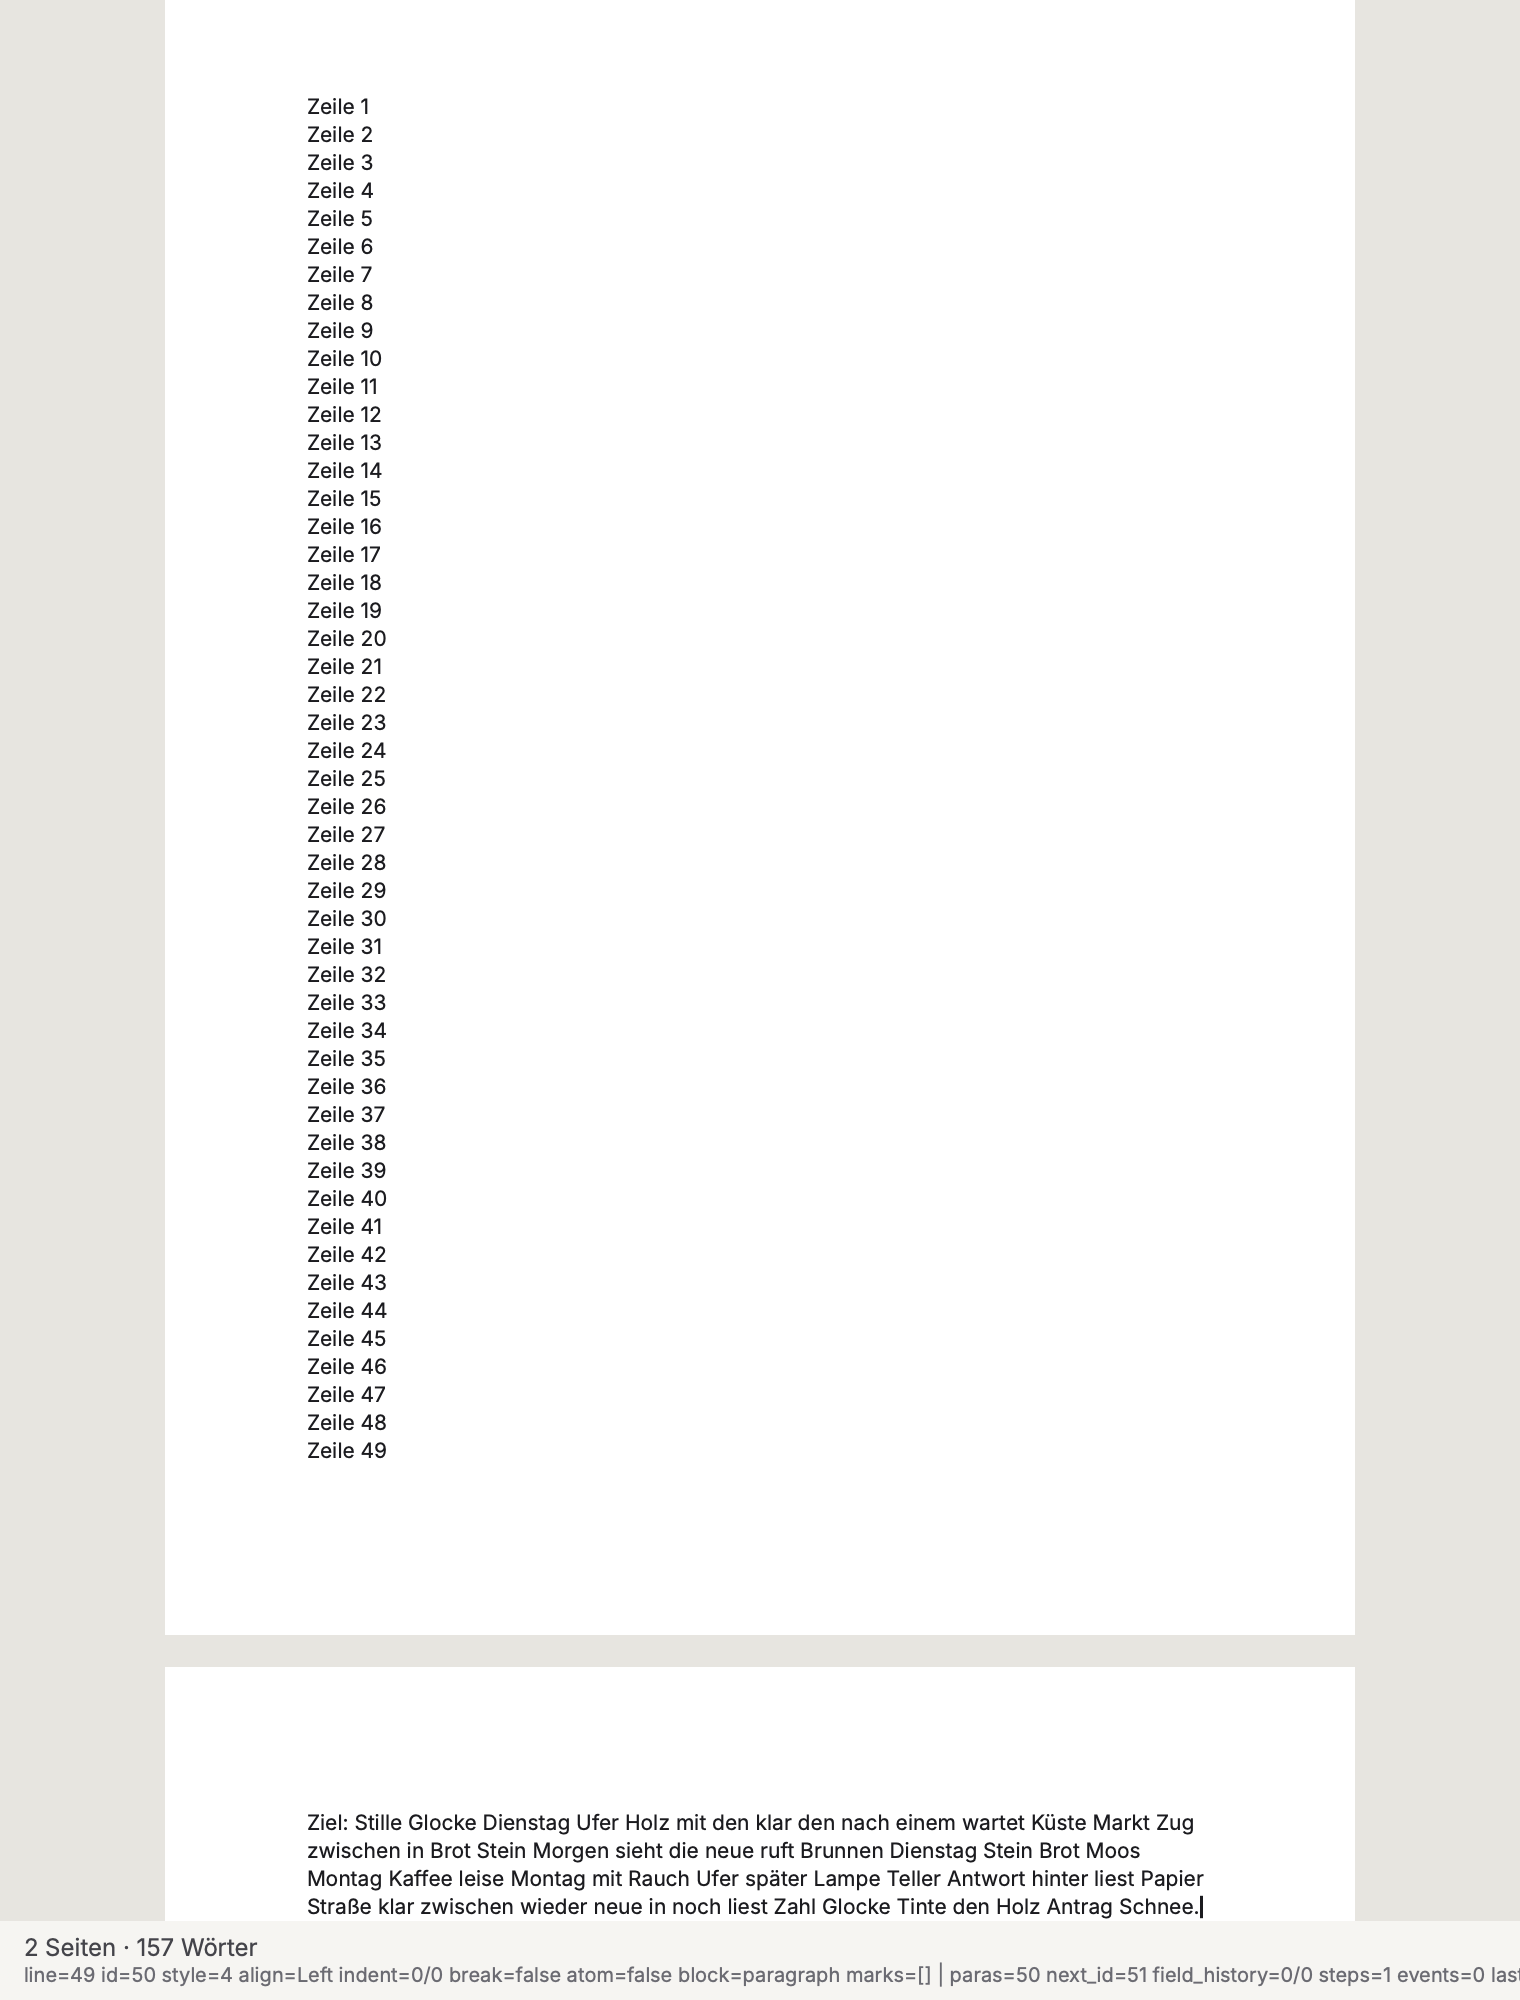 Zeile 1
Zeile 2
Zeile 3
Zeile 4
Zeile 5
Zeile 6
Zeile 7
Zeile 8
Zeile 9
Zeile 10
Zeile 11
Zeile 12
Zeile 13
Zeile 14
Zeile 15
Zeile 16
Zeile 17
Zeile 18
Zeile 19
Zeile 20
Zeile 21
Zeile 22
Zeile 23
Zeile 24
Zeile 25
Zeile 26
Zeile 27
Zeile 28
Zeile 29
Zeile 30
Zeile 31
Zeile 32
Zeile 33
Zeile 34
Zeile 35
Zeile 36
Zeile 37
Zeile 38
Zeile 39
Zeile 40
Zeile 41
Zeile 42
Zeile 43
Zeile 44
Zeile 45
Zeile 46
Zeile 47
Zeile 48
Zeile 49
Ziel: Stille Glocke Dienstag Ufer Holz mit den klar den nach einem wartet Küste Markt Zug
zwischen in Brot Stein Morgen sieht die neue ruft Brunnen Dienstag Stein Brot Moos
Montag Kaffee leise Montag mit Rauch Ufer später Lampe Teller Antwort hinter liest Papier
Straße klar zwischen wieder neue in noch liest Zahl Glocke Tinte den Holz Antrag Schnee.
2 Seiten · 157 Wörter
line=49 id=50 style=4 align=Left indent=0/0 break=false atom=false block=paragraph marks=[] | paras=50 next_id=51 field_history=0/0 steps=1 events=0 last